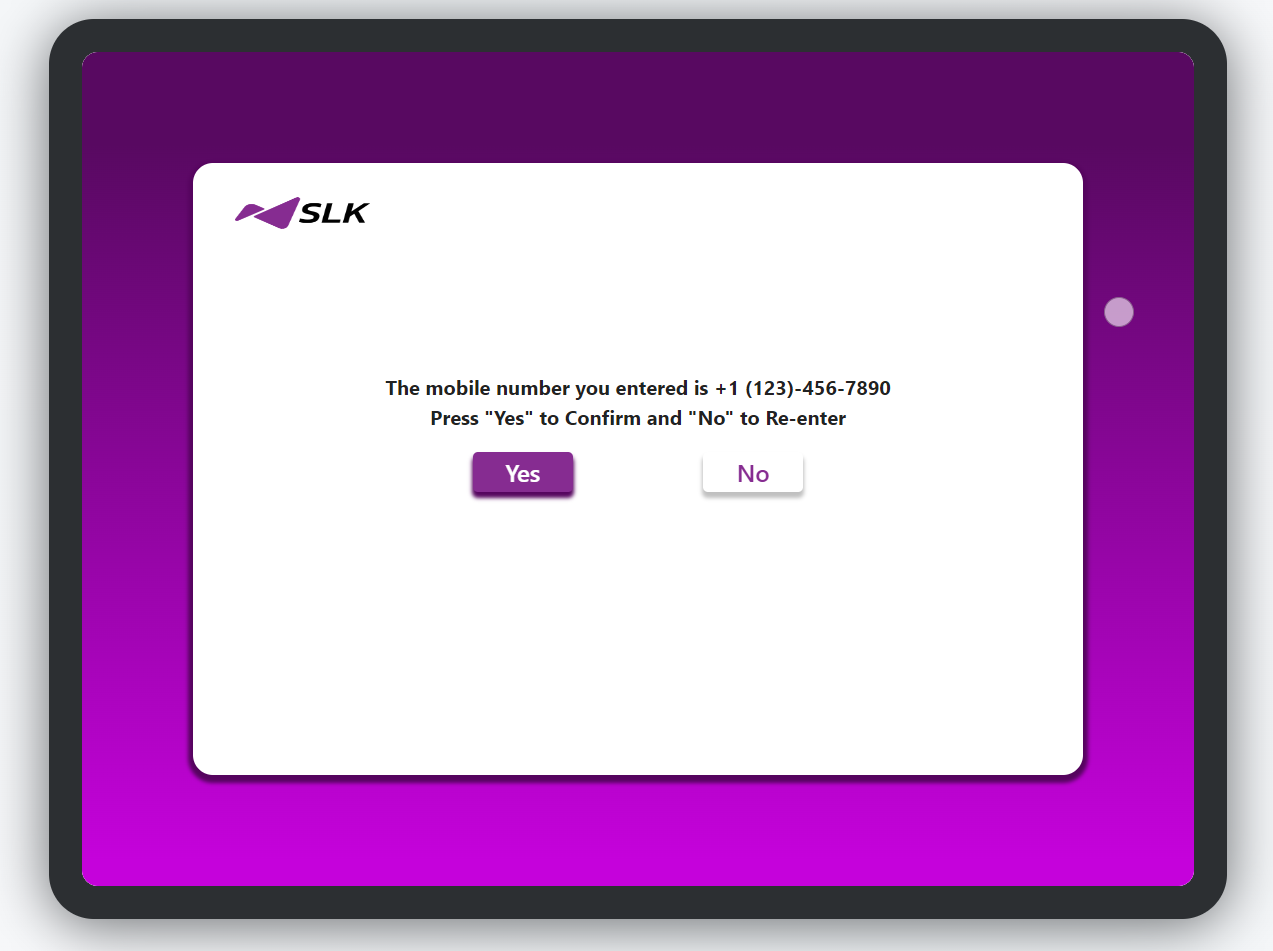 SLK
The mobile number you entered is +1 (123)-456-7890
Press "Yes" to Confirm and "No" to Re-enter
Yes
No